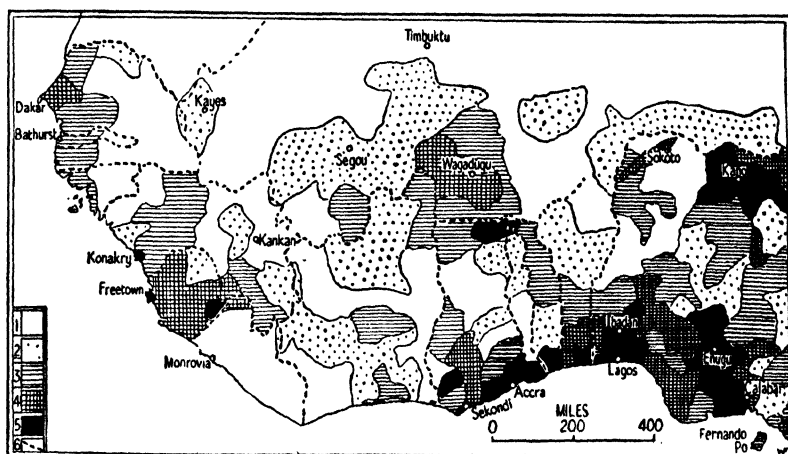 Timbuktu
Dakar
Kayes
Bathurst
Segou
Wagadugu
Sokoto
Kano
Kankan
Konakry
Freetown
Ibadan
Enugu
Monrovia
Lagos
Calabar
Accra
Sekondi
MILES
0 200 400
Fernando
Po
1
2
3
4
5
6